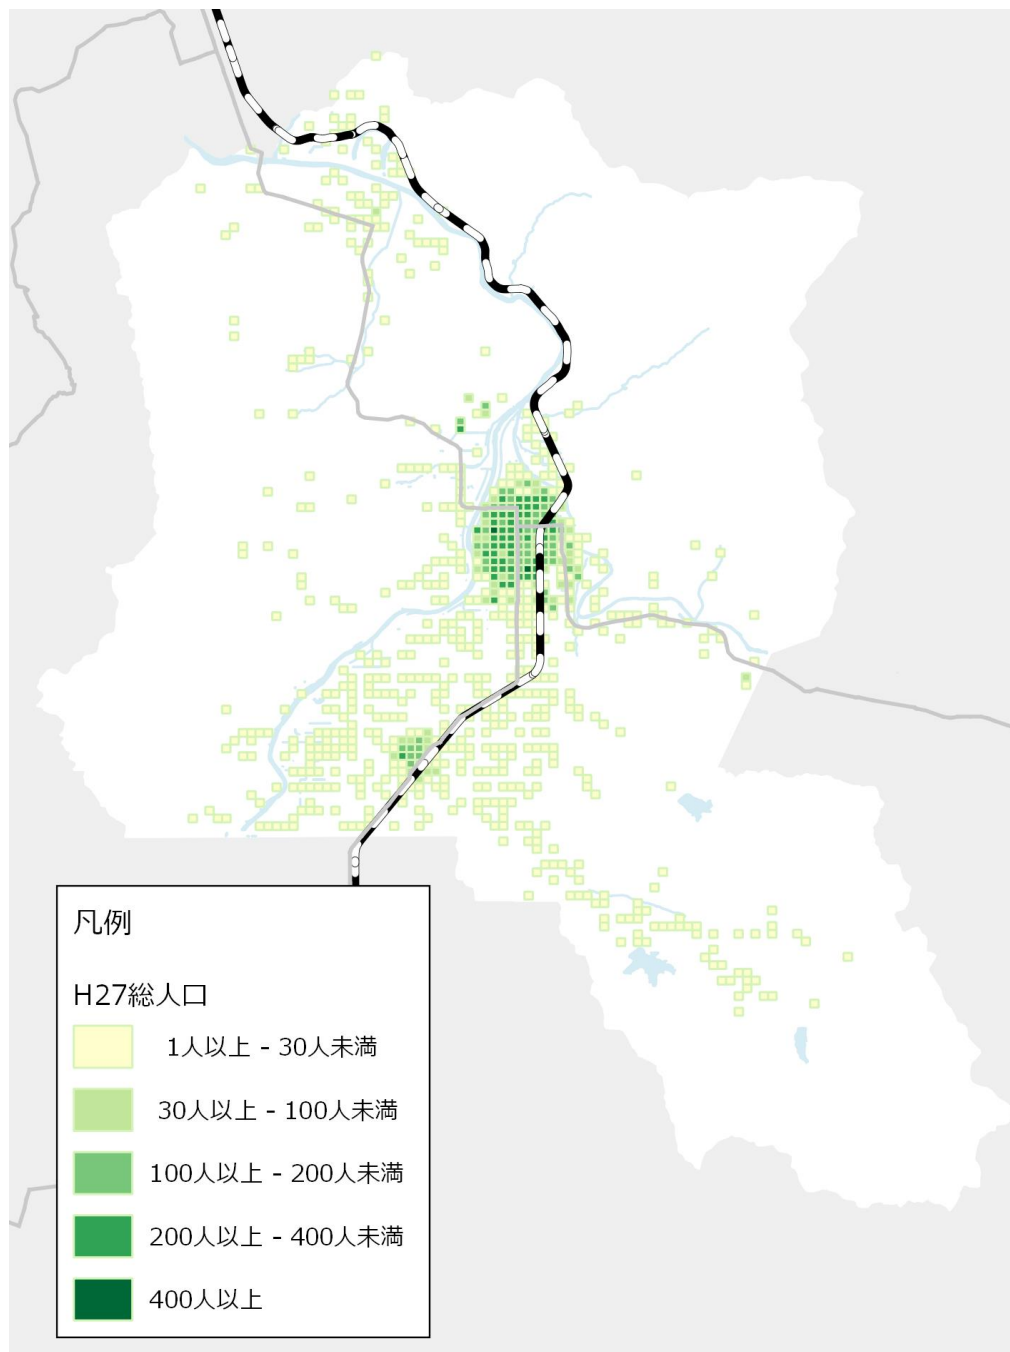 凡例
H27総人口
1人以上 - 30人未満
30人以上 - 100人未満
100人以上 - 200人未満
200人以上 - 400人未満
400人以上